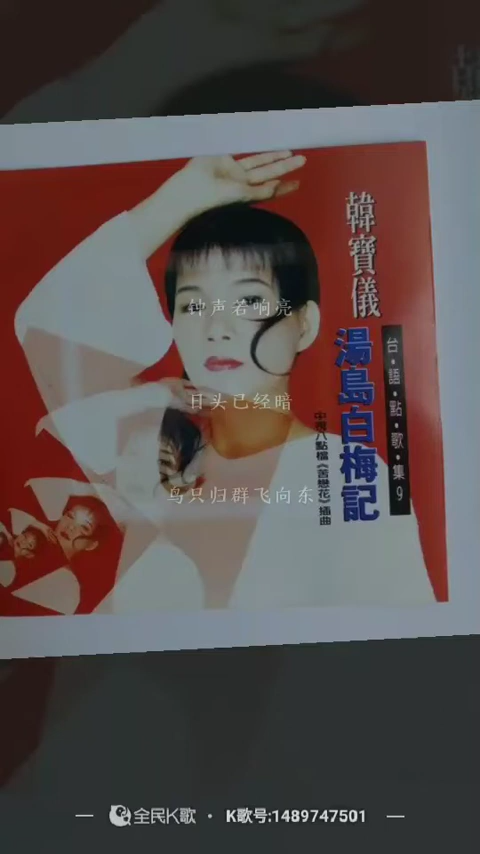 韓寶儀
湯島白梅記
台·語·點·歌·集 9
中視八點檔《苦戀花》插曲
钟声若响亮
日头已经暗
鸟只归群飞向东
全民K歌 · K歌号:1489747501